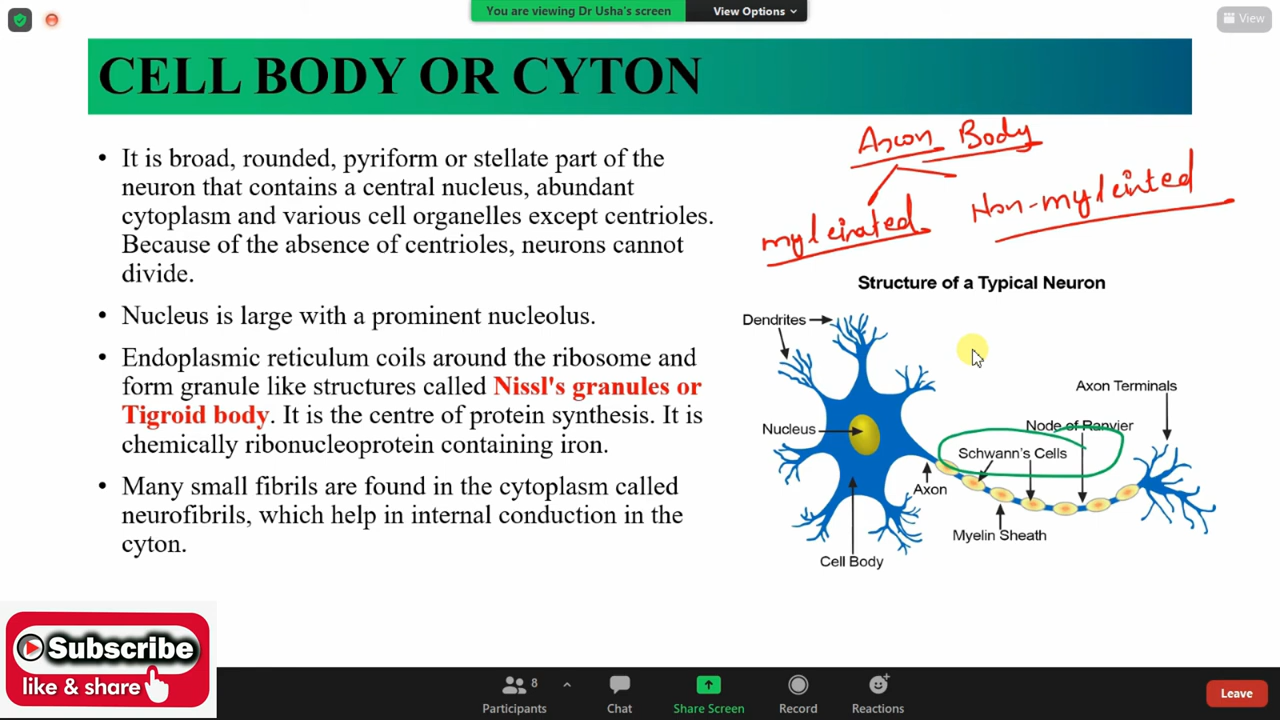 You are viewing Dr Usha's screen
View Options
View
CELL BODY OR CYTON
• It is broad, rounded, pyriform or stellate part of the
neuron that contains a central nucleus, abundant
cytoplasm and various cell organelles except centrioles.
Because of the absence of centrioles, neurons cannot
divide.
• Nucleus is large with a prominent nucleolus.
• Endoplasmic reticulum coils around the ribosome and
form granule like structures called Nissl's granules or
Tigroid body. It is the centre of protein synthesis. It is
chemically ribonucleoprotein containing iron.
• Many small fibrils are found in the cytoplasm called
neurofibrils, which help in internal conduction in the
cyton.
Axon Body
myleinated
Non-myleinted
Structure of a Typical Neuron
Dendrites
Axon Terminals
Node of Ranvier
Nucleus
Schwann's Cells
Axon
Myelin Sheath
Cell Body
Subscribe
like & share
8
Participants
Chat
Share Screen
Record
Reactions
Leave